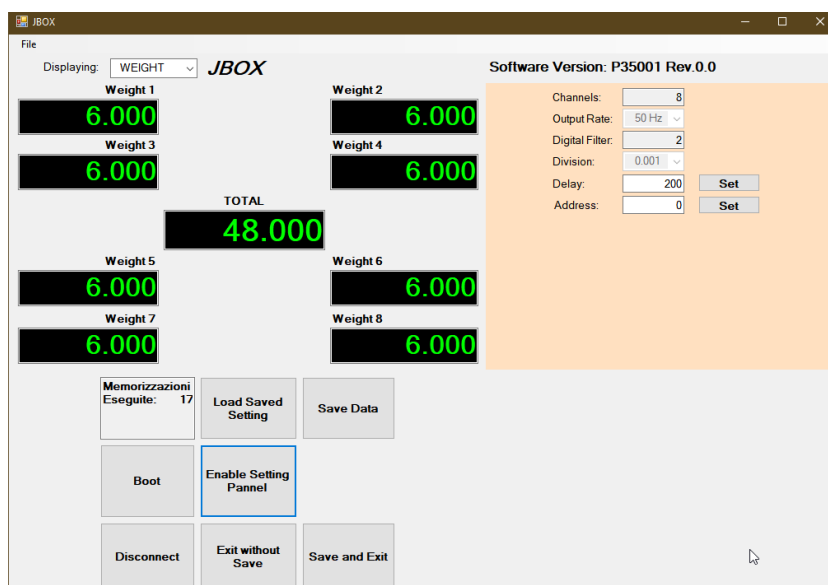 JBOX
File
Displaying: WEIGHT JBOX Software Version: P35001 Rev.0.0
Weight 1 Weight 2
6.000 6.000
Weight 3 Weight 4
6.000 6.000
TOTAL
48.000
Weight 5 Weight 6
6.000 6.000
Weight 7 Weight 8
6.000 6.000
Channels: 8
Output Rate: 50 Hz
Digital Filter: 2
Division: 0.001
Delay: 200 Set
Address: 0 Set
Memorizzazioni
Eseguite: 17
Load Saved
Setting
Save Data
Boot
Enable Setting
Pannel
Disconnect
Exit without
Save
Save and Exit